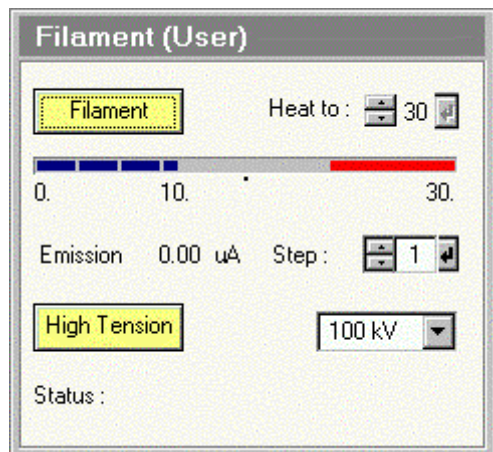 Filament (User)
Filament Heat to : 30
0. 10. 30.
Emission 0.00 uA Step : 1
High Tension 100 kV
Status :